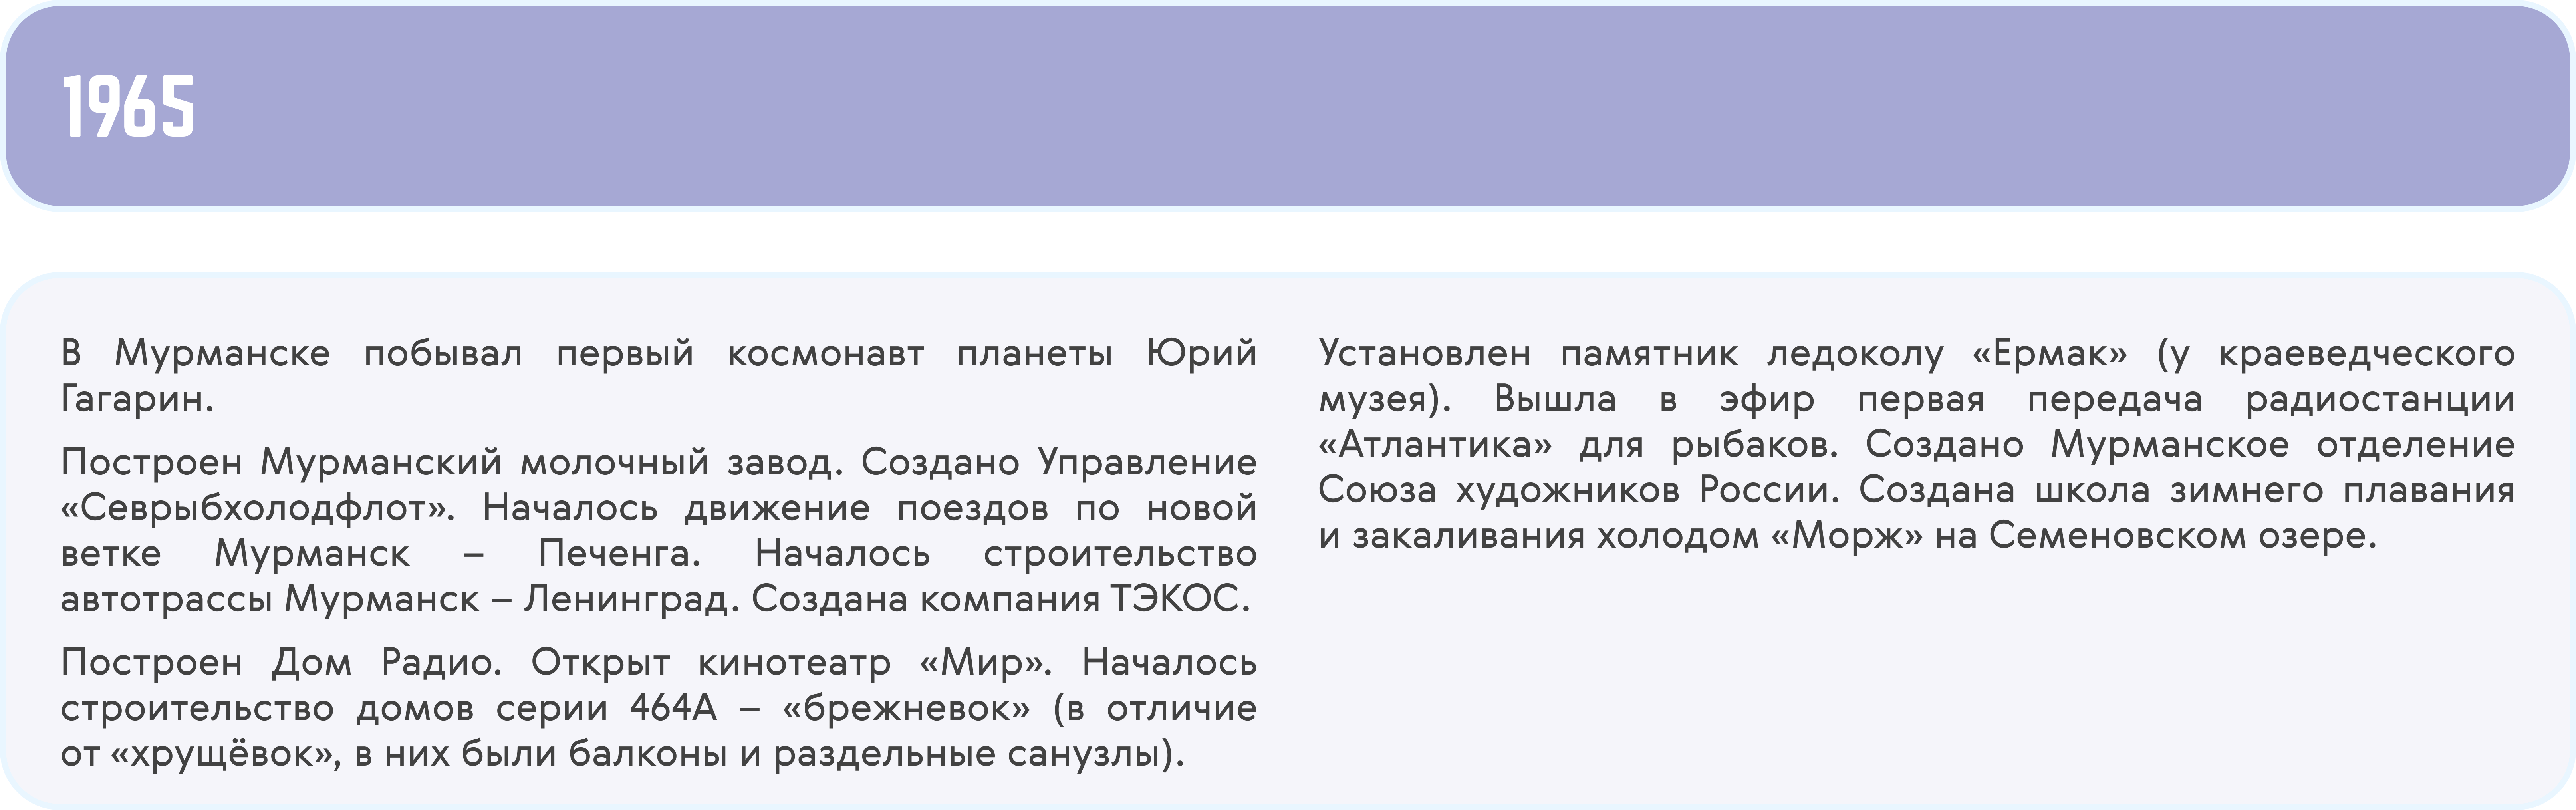 1965
В Мурманске побывал первый космонавт планеты Юрий
Гагарин.
Построен Мурманский молочный завод. Создано Управление
«Севрыбхолодфлот». Началось движение поездов по новой
ветке Мурманск – Печенга. Началось строительство
автотрассы Мурманск – Ленинград. Создана компания ТЭКОС.
Построен Дом Радио. Открыт кинотеатр «Мир». Началось
строительство домов серии 464А – «брежневок» (в отличие
от «хрущёвок», в них были балконы и раздельные санузлы).
Установлен памятник ледоколу «Ермак» (у краеведческого
музея). Вышла в эфир первая передача радиостанции
«Атлантика» для рыбаков. Создано Мурманское отделение
Союза художников России. Создана школа зимнего плавания
и закаливания холодом «Морж» на Семеновском озере.